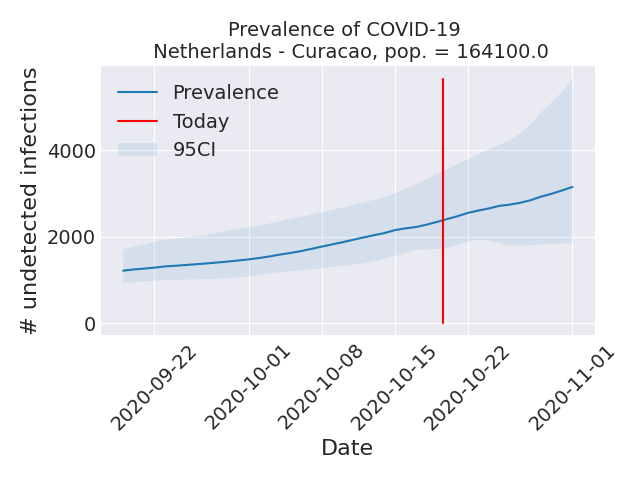 Prevalence of COVID-19
Netherlands - Curacao, pop. = 164100.0
Prevalence
Today
95CI
# undetected infections
4000
2000
0
2020-09-22
2020-10-01
2020-10-08
2020-10-15
2020-10-22
2020-11-01
Date